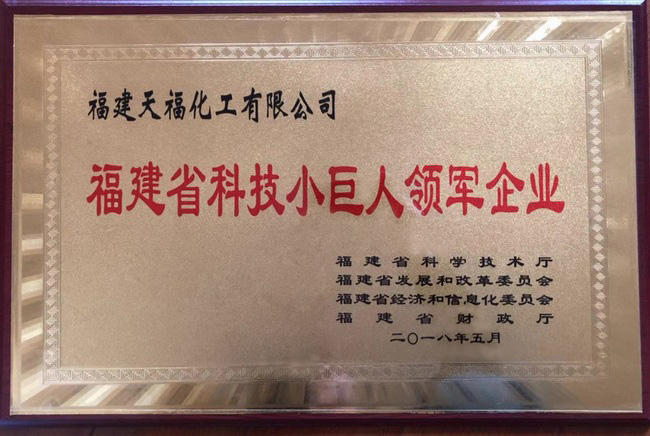 福建天福化工有限公司
福建省科技小巨人领军企业
福建省科学技术厅
福建省发展和改革委员会
福建省经济和信息化委员会
福建省财政厅
二〇一八年五月